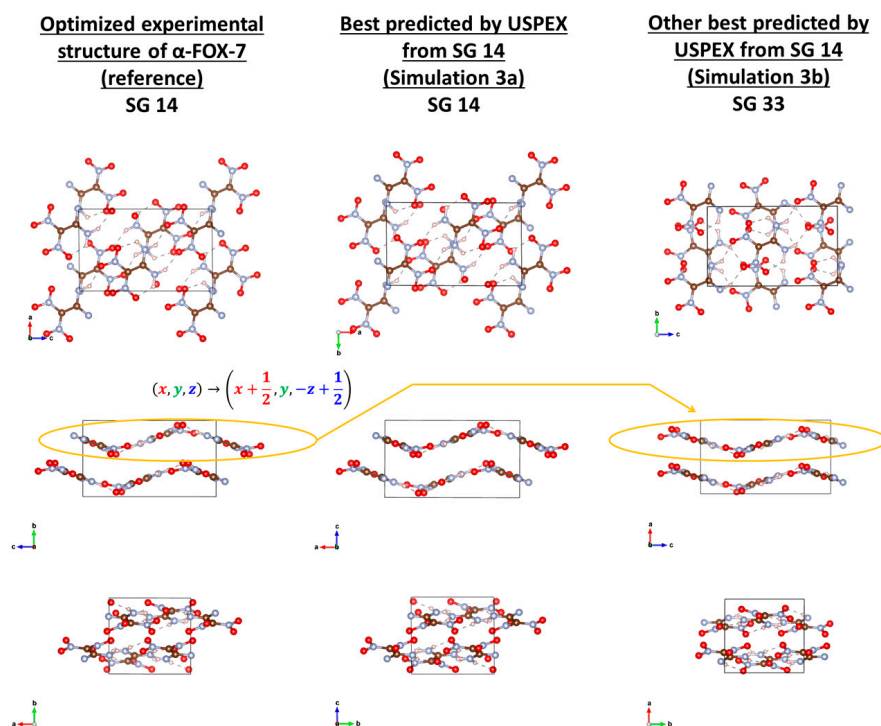 Optimized experimental
structure of α-FOX-7
(reference)
SG 14
Best predicted by USPEX
from SG 14
(Simulation 3a)
SG 14
Other best predicted by
USPEX from SG 14
(Simulation 3b)
SG 33
a
b
c
a
b
b
a
c
(x, y, z) → (x + 1/2, y, −z + 1/2)
b
c
a
c
a
b
a
b
c
b
a
c
c
b
a
a
c
b